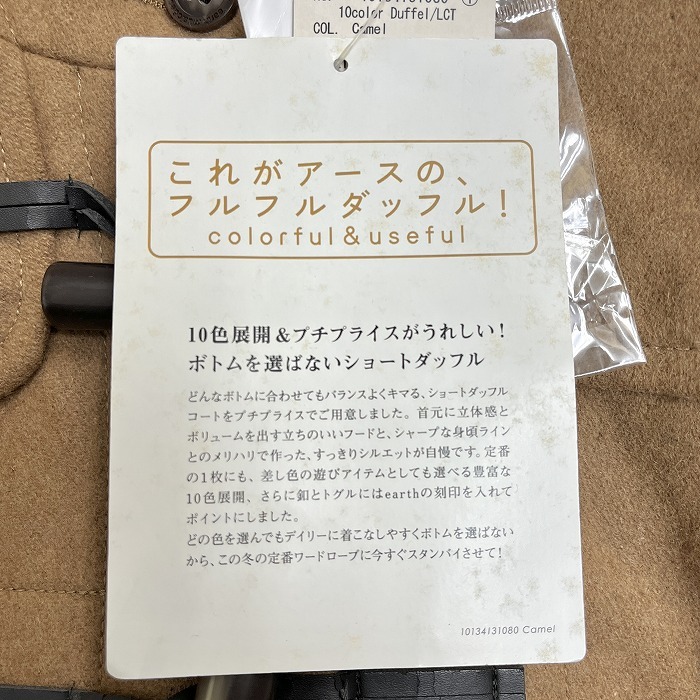 10color Duffel/LCT
COL. Camel
これがアースの、
フルフルダッフル!
colorful&useful
10色展開&プチプライスがうれしい!
ボトムを選ばないショートダッフル
どんなボトムに合わせてもバランスよくキマる、ショートダッフル
コートをプチプライスでご用意しました。首元に立体感と
ボリュームを出す立ちのいいフードと、シャープな身頃ライン
とのメリハリで作った、すっきりシルエットが自慢です。定番
の1枚にも、差し色の遊びアイテムとしても選べる豊富な
10色展開、さらに釦とトグルにはearthの刻印を入れて
ポイントにしました。
どの色を選んでもデイリーに着こなしやすくボトムを選ばない
から、この冬の定番ワードローブに今すぐスタンバイさせて!
10134131080 Camel